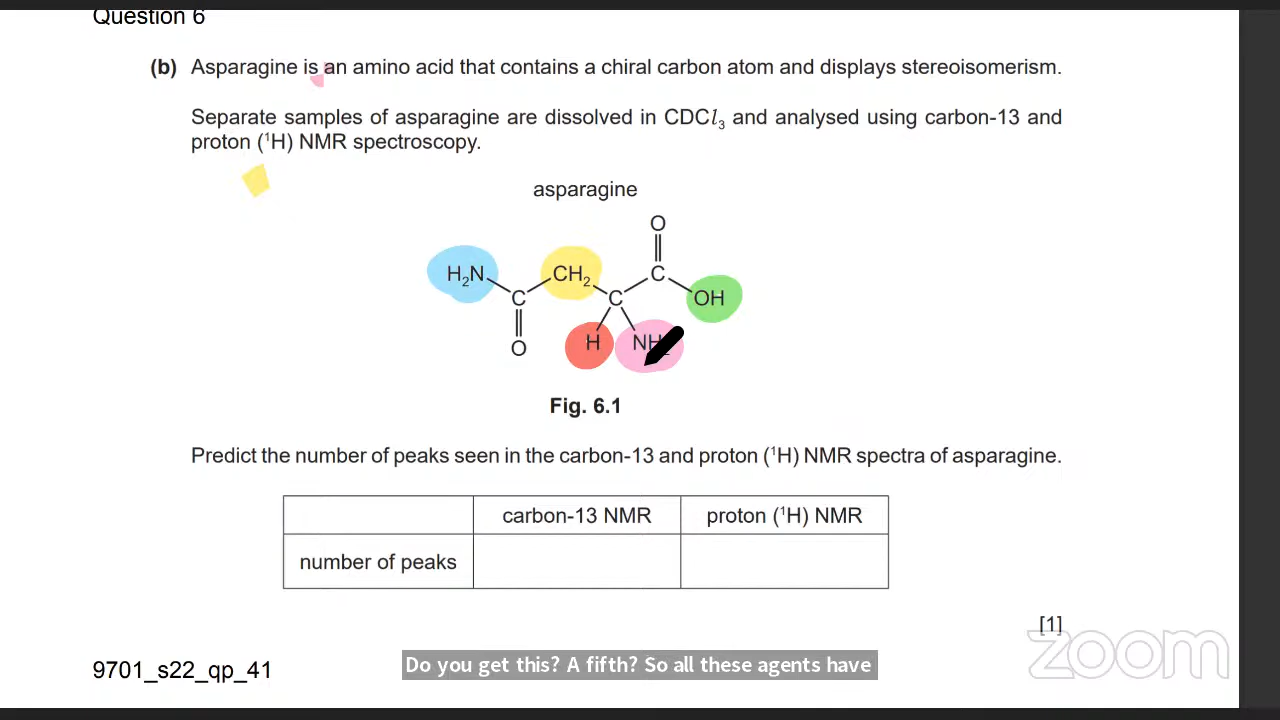 Question 6
(b) Asparagine is an amino acid that contains a chiral carbon atom and displays stereoisomerism.
Separate samples of asparagine are dissolved in CDCl₃ and analysed using carbon-13 and
proton (¹H) NMR spectroscopy.
asparagine
O
H₂N CH₂ C
C C OH
O H NH₂
Fig. 6.1
Predict the number of peaks seen in the carbon-13 and proton (¹H) NMR spectra of asparagine.
carbon-13 NMR proton (¹H) NMR
number of peaks
[1]
zoom
9701_s22_qp_41
Do you get this? A fifth? So all these agents have